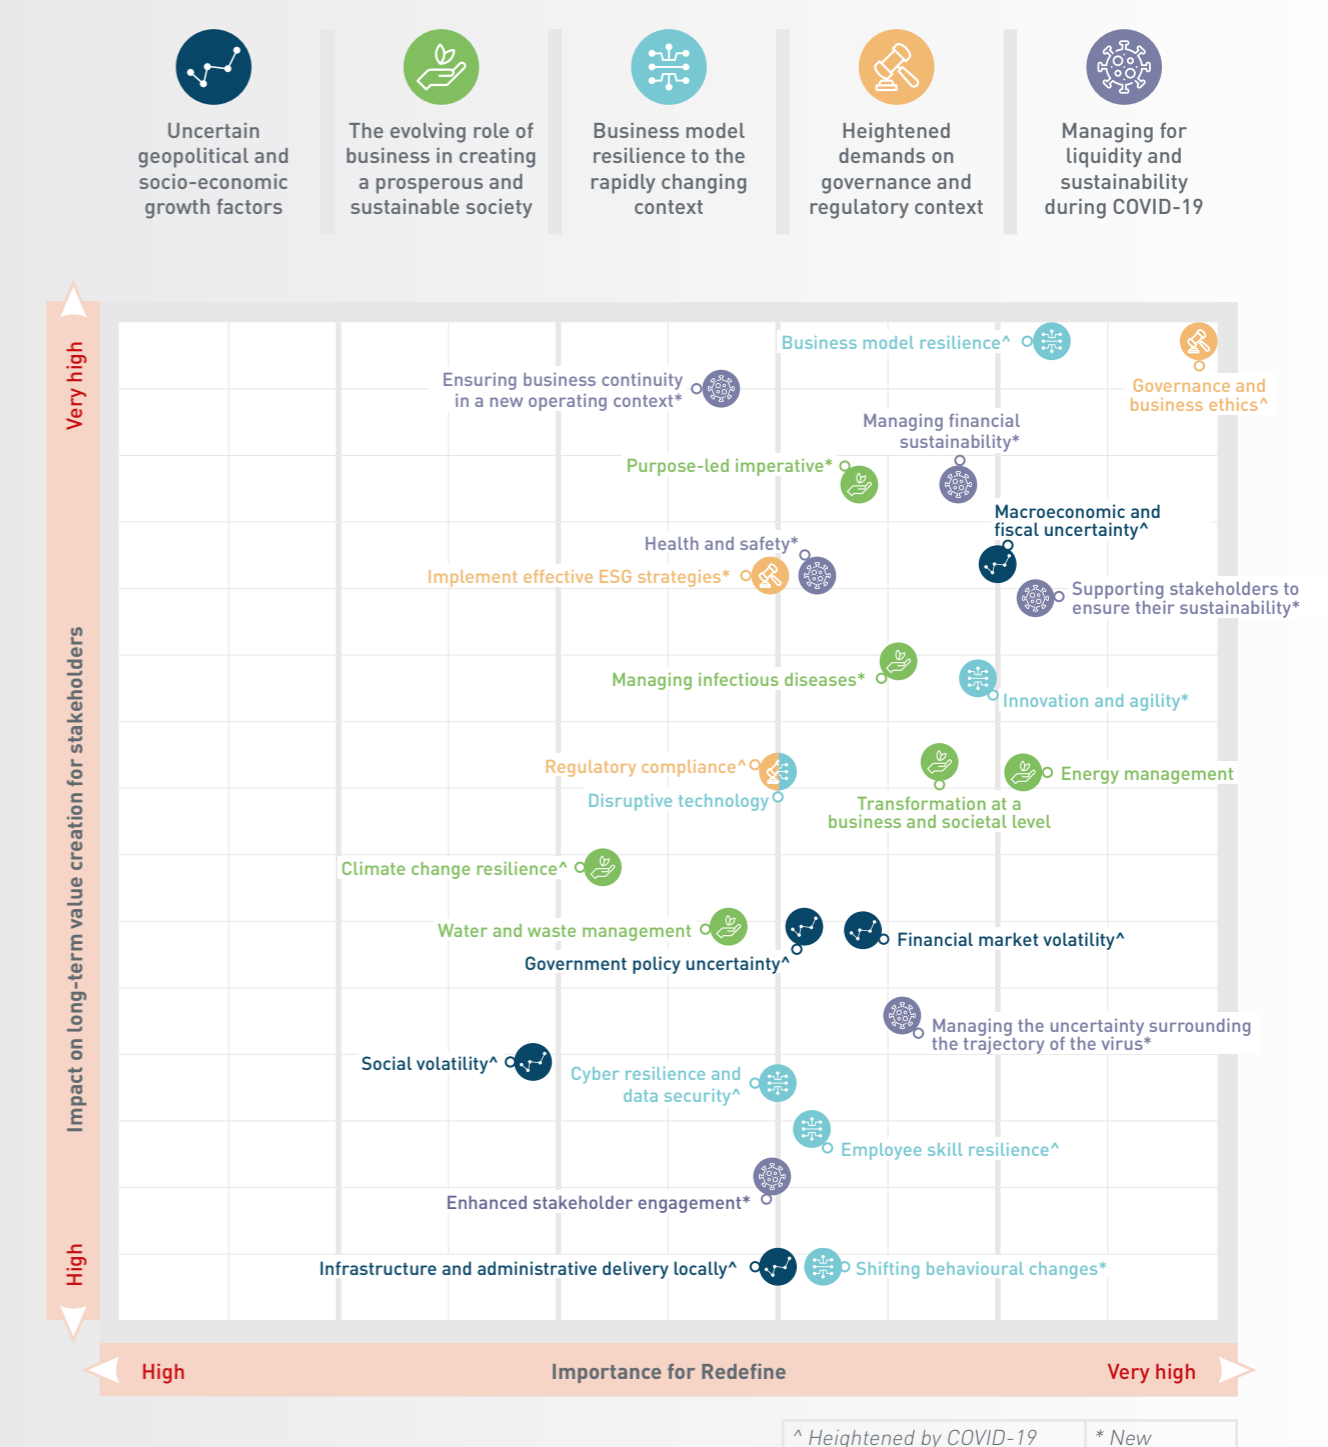 Uncertain
geopolitical and
socio-economic
growth factors
The evolving role of
business in creating
a prosperous and
sustainable society
Business model
resilience to the
rapidly changing
context
Heightened
demands on
governance and
regulatory context
Managing for
liquidity and
sustainability
during COVID-19
Very high
Impact on long-term value creation for stakeholders
High
Business model resilience^
Governance and
business ethics^
Ensuring business continuity
in a new operating context*
Managing financial
sustainability*
Purpose-led imperative*
Macroeconomic and
fiscal uncertainty^
Health and safety*
Implement effective ESG strategies*
Supporting stakeholders to
ensure their sustainability*
Managing infectious diseases*
Innovation and agility*
Regulatory compliance^
Disruptive technology
Energy management
Transformation at a
business and societal level
Climate change resilience^
Water and waste management
Government policy uncertainty^
Financial market volatility^
Managing the uncertainty surrounding
the trajectory of the virus*
Social volatility^
Cyber resilience and
data security^
Employee skill resilience^
Enhanced stakeholder engagement*
Infrastructure and administrative delivery locally^
Shifting behavioural changes*
High
Importance for Redefine
Very high
^ Heightened by COVID-19
* New